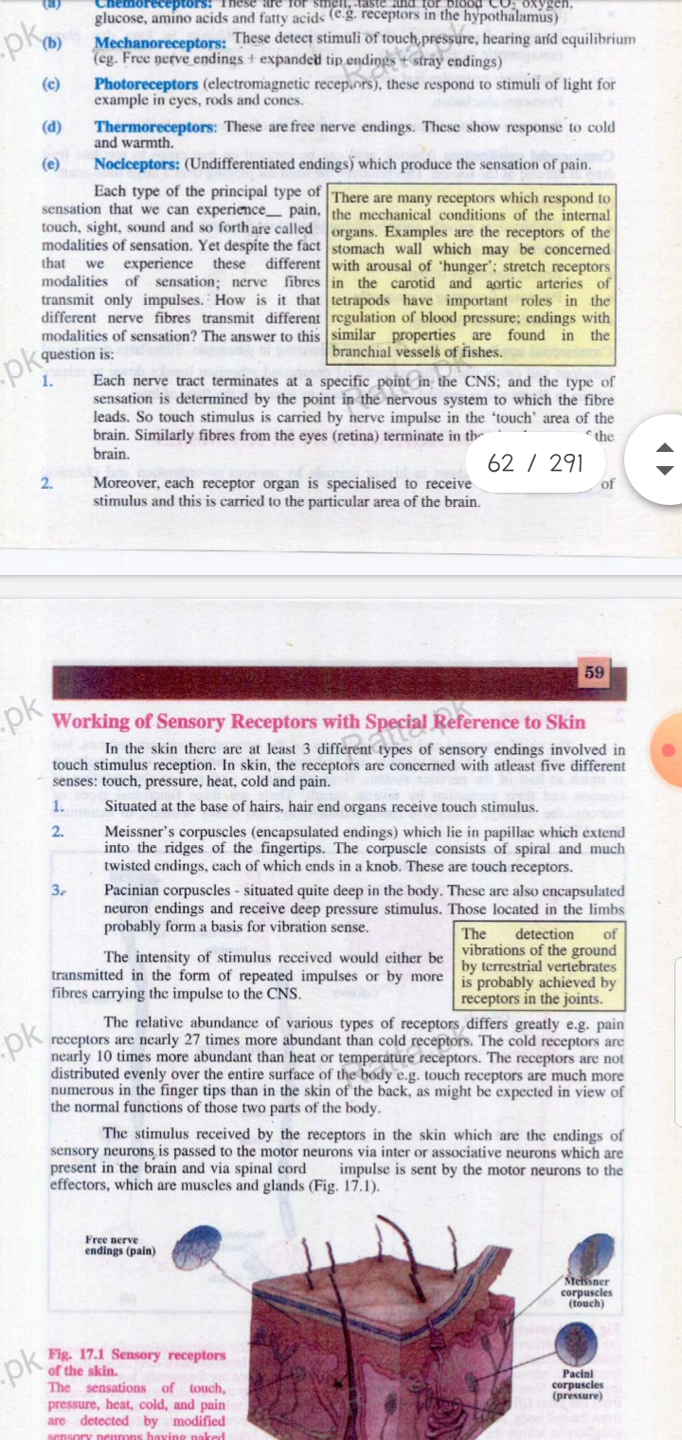 (a) Chemoreceptors: These are for smell, taste and for blood CO2, oxygen,
glucose, amino acids and fatty acids (e.g. receptors in the hypothalamus)
(b) Mechanoreceptors: These detect stimuli of touch, pressure, hearing and equilibrium
(eg. Free nerve endings + expanded tip endings + stray endings)
(c) Photoreceptors (electromagnetic receptors), these respond to stimuli of light for
example in eyes, rods and cones.
(d) Thermoreceptors: These are free nerve endings. These show response to cold
and warmth.
(e) Nociceptors: (Undifferentiated endings) which produce the sensation of pain.
Each type of the principal type of
sensation that we can experience__ pain,
touch, sight, sound and so forth are called
modalities of sensation. Yet despite the fact
that we experience these different
modalities of sensation; nerve fibres
transmit only impulses. How is it that
different nerve fibres transmit different
modalities of sensation? The answer to this
question is:
There are many receptors which respond to
the mechanical conditions of the internal
organs. Examples are the receptors of the
stomach wall which may be concerned
with arousal of 'hunger'; stretch receptors
in the carotid and aortic arteries of
tetrapods have important roles in the
regulation of blood pressure; endings with
similar properties are found in the
branchial vessels of fishes.
1. Each nerve tract terminates at a specific point in the CNS; and the type of
sensation is determined by the point in the nervous system to which the fibre
leads. So touch stimulus is carried by nerve impulse in the 'touch' area of the
brain. Similarly fibres from the eyes (retina) terminate in the
brain.
62 / 291
2. Moreover, each receptor organ is specialised to receive of
stimulus and this is carried to the particular area of the brain.
59
Working of Sensory Receptors with Special Reference to Skin
In the skin there are at least 3 different types of sensory endings involved in
touch stimulus reception. In skin, the receptors are concerned with atleast five different
senses: touch, pressure, heat, cold and pain.
1. Situated at the base of hairs, hair end organs receive touch stimulus.
2. Meissner's corpuscles (encapsulated endings) which lie in papillae which extend
into the ridges of the fingertips. The corpuscle consists of spiral and much
twisted endings, each of which ends in a knob. These are touch receptors.
3. Pacinian corpuscles - situated quite deep in the body. These are also encapsulated
neuron endings and receive deep pressure stimulus. Those located in the limbs
probably form a basis for vibration sense.
The intensity of stimulus received would either be
transmitted in the form of repeated impulses or by more
fibres carrying the impulse to the CNS.
The detection of
vibrations of the ground
by terrestrial vertebrates
is probably achieved by
receptors in the joints.
The relative abundance of various types of receptors differs greatly e.g. pain
receptors are nearly 27 times more abundant than cold receptors. The cold receptors are
nearly 10 times more abundant than heat or temperature receptors. The receptors are not
distributed evenly over the entire surface of the body e.g. touch receptors are much more
numerous in the finger tips than in the skin of the back, as might be expected in view of
the normal functions of those two parts of the body.
The stimulus received by the receptors in the skin which are the endings of
sensory neurons is passed to the motor neurons via inter or associative neurons which are
present in the brain and via spinal cord impulse is sent by the motor neurons to the
effectors, which are muscles and glands (Fig. 17.1).
Free nerve
endings (pain)
Meissner
corpuscles
(touch)
Pacini
corpuscles
(pressure)
Fig. 17.1 Sensory receptors
of the skin.
The sensations of touch,
pressure, heat, cold, and pain
are detected by modified
sensory neurons having naked
Ratta.pk